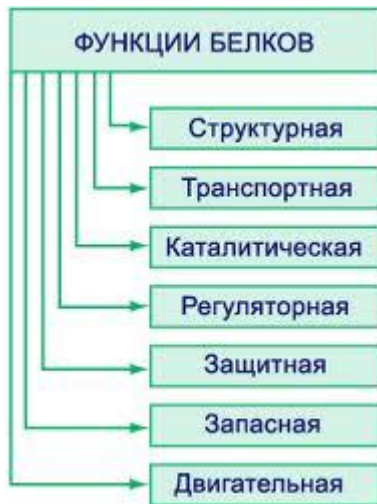 ФУНКЦИИ БЕЛКОВ
Структурная
Транспортная
Каталитическая
Регуляторная
Защитная
Запасная
Двигательная